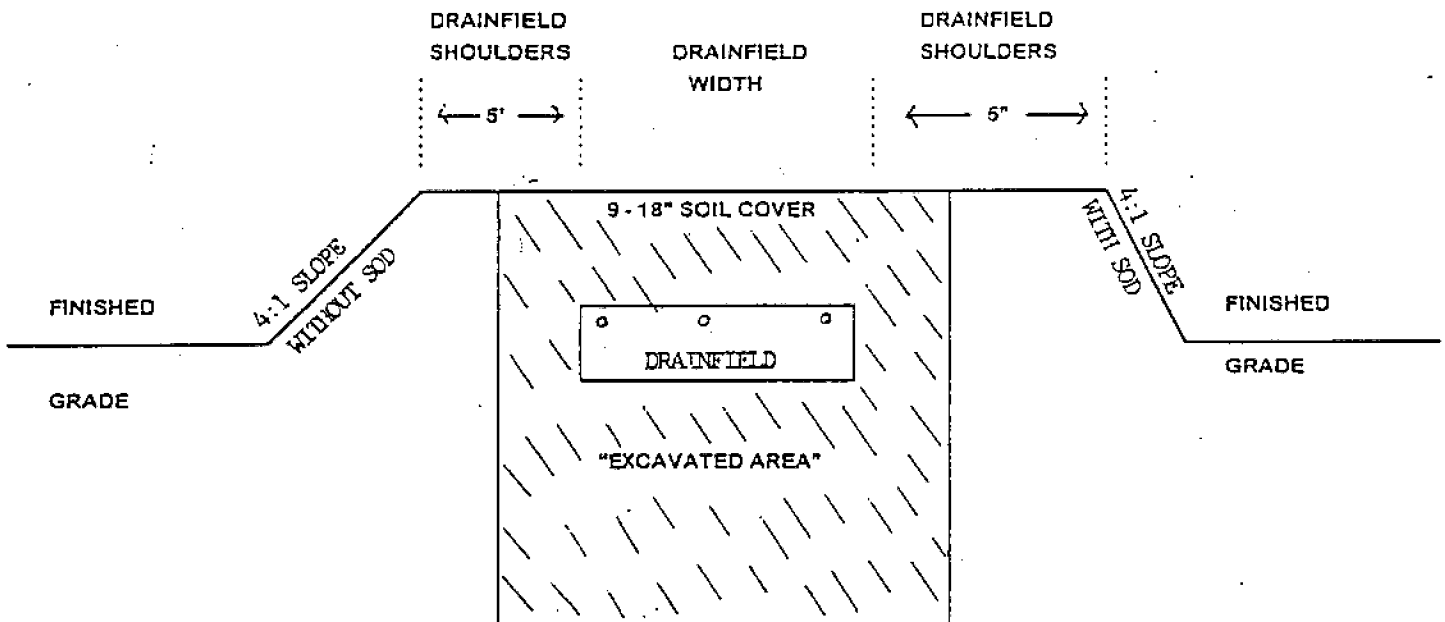 DRAINFIELD
SHOULDERS
DRAINFIELD
WIDTH
DRAINFIELD
SHOULDERS
5'
5"
9 - 18" SOIL COVER
4:1 SLOPE
WITHOUT SOD
4:1 SLOPE
WITH SOD
FINISHED
GRADE
FINISHED
GRADE
DRAINFIELD
"EXCAVATED AREA"